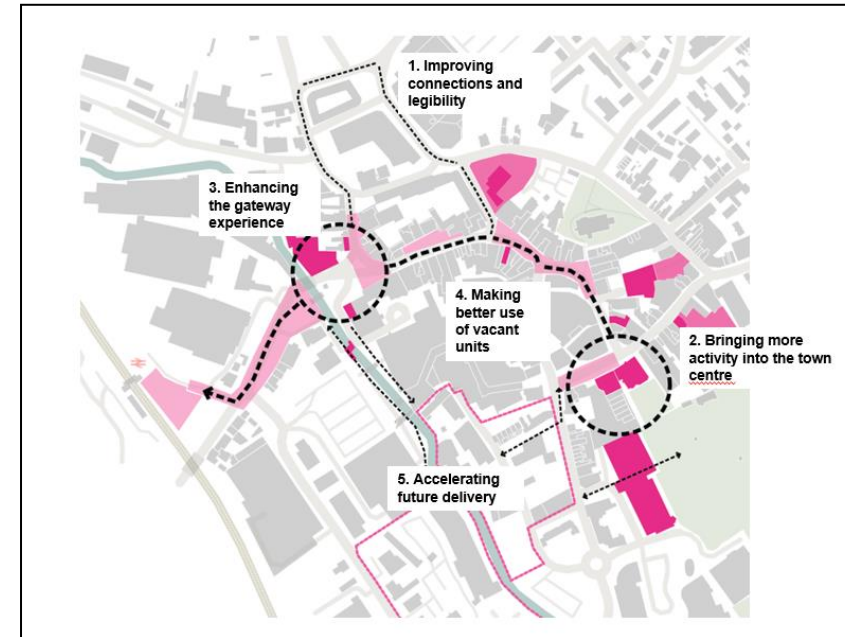 1. Improving
connections and
legibility
3. Enhancing
the gateway
experience
4. Making
better use
of vacant
units
2. Bringing more
activity into the town
centre
5. Accelerating
future delivery